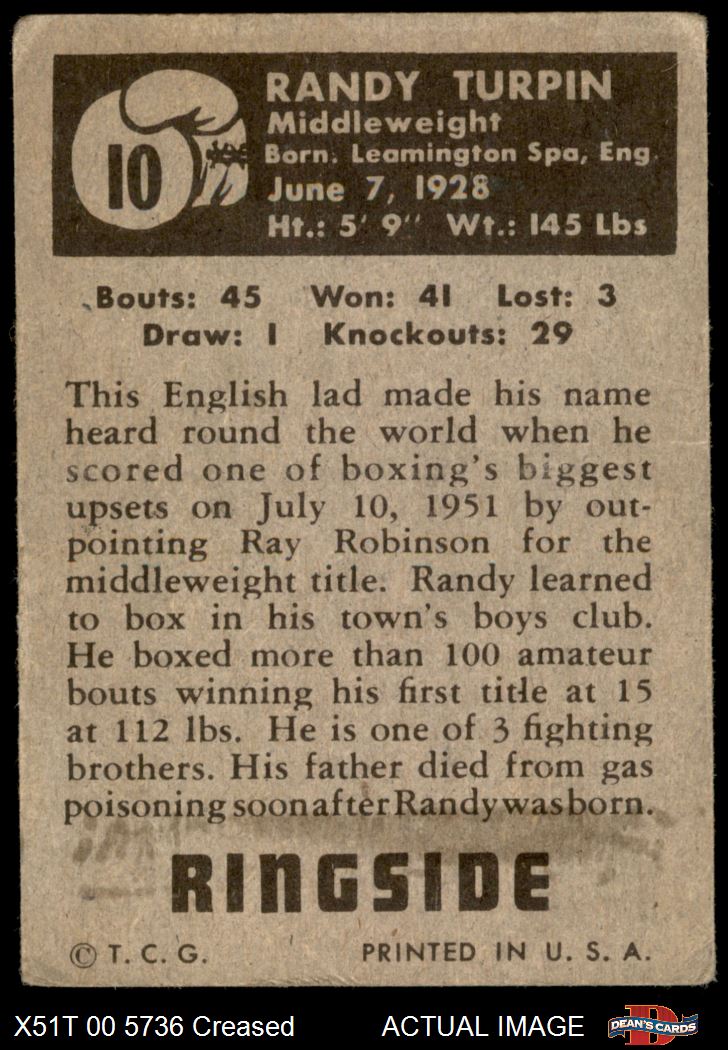 10
RANDY TURPIN
Middleweight
Born. Leamington Spa, Eng.
June 7, 1928
Ht.: 5' 9" Wt.: 145 Lbs
Bouts: 45 Won: 41 Lost: 3
Draw: 1 Knockouts: 29
This English lad made his name
heard round the world when he
scored one of boxing's biggest
upsets on July 10, 1951 by out-
pointing Ray Robinson for the
middleweight title. Randy learned
to box in his town's boys club.
He boxed more than 100 amateur
bouts winning his first title at 15
at 112 lbs. He is one of 3 fighting
brothers. His father died from gas
poisoning soon after Randy was born.
RINGSIDE
© T. C. G. PRINTED IN U. S. A.
X51T 00 5736 Creased ACTUAL IMAGE
DEAN'S CARDS